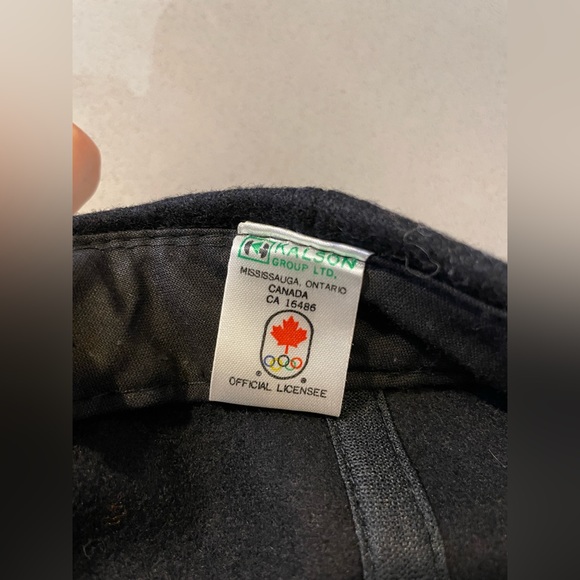 KALSON
GROUP LTD.
MISSISSAUGA, ONTARIO
CANADA
CA 16486
OFFICIAL LICENSEE